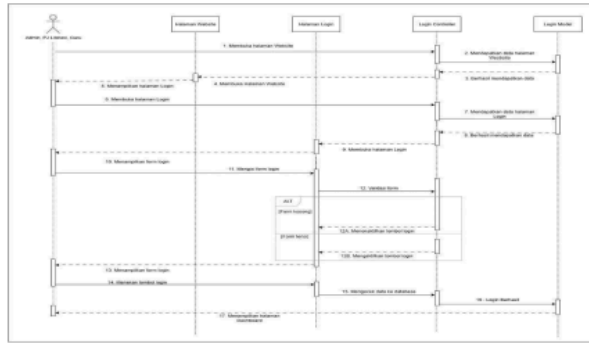 Halaman Website
Halaman Login
Login Controller
Login Model
Admin, PJ Literasi, Guru
1. Membuka halaman Website
2. Mendapatkan data halaman
Website
3. Berhasil mendapatkan data
4. Membuka halaman Website
5. Menampilkan halaman Login
6. Membuka halaman Login
7. Mendapatkan data halaman
Login
8. Berhasil mendapatkan data
9. Membuka halaman Login
10. Menampilkan form login
11. Mengisi form login
12. Validasi form
ALT
[Form kosong]
12A. Menonaktifkan tombol login
[Form terisi]
12B. Mengaktifkan tombol login
13. Menampilkan form login
14. Menekan tombol login
15. Mengirim data ke database
16. Login Berhasil
17. Menampilkan halaman
Dashboard